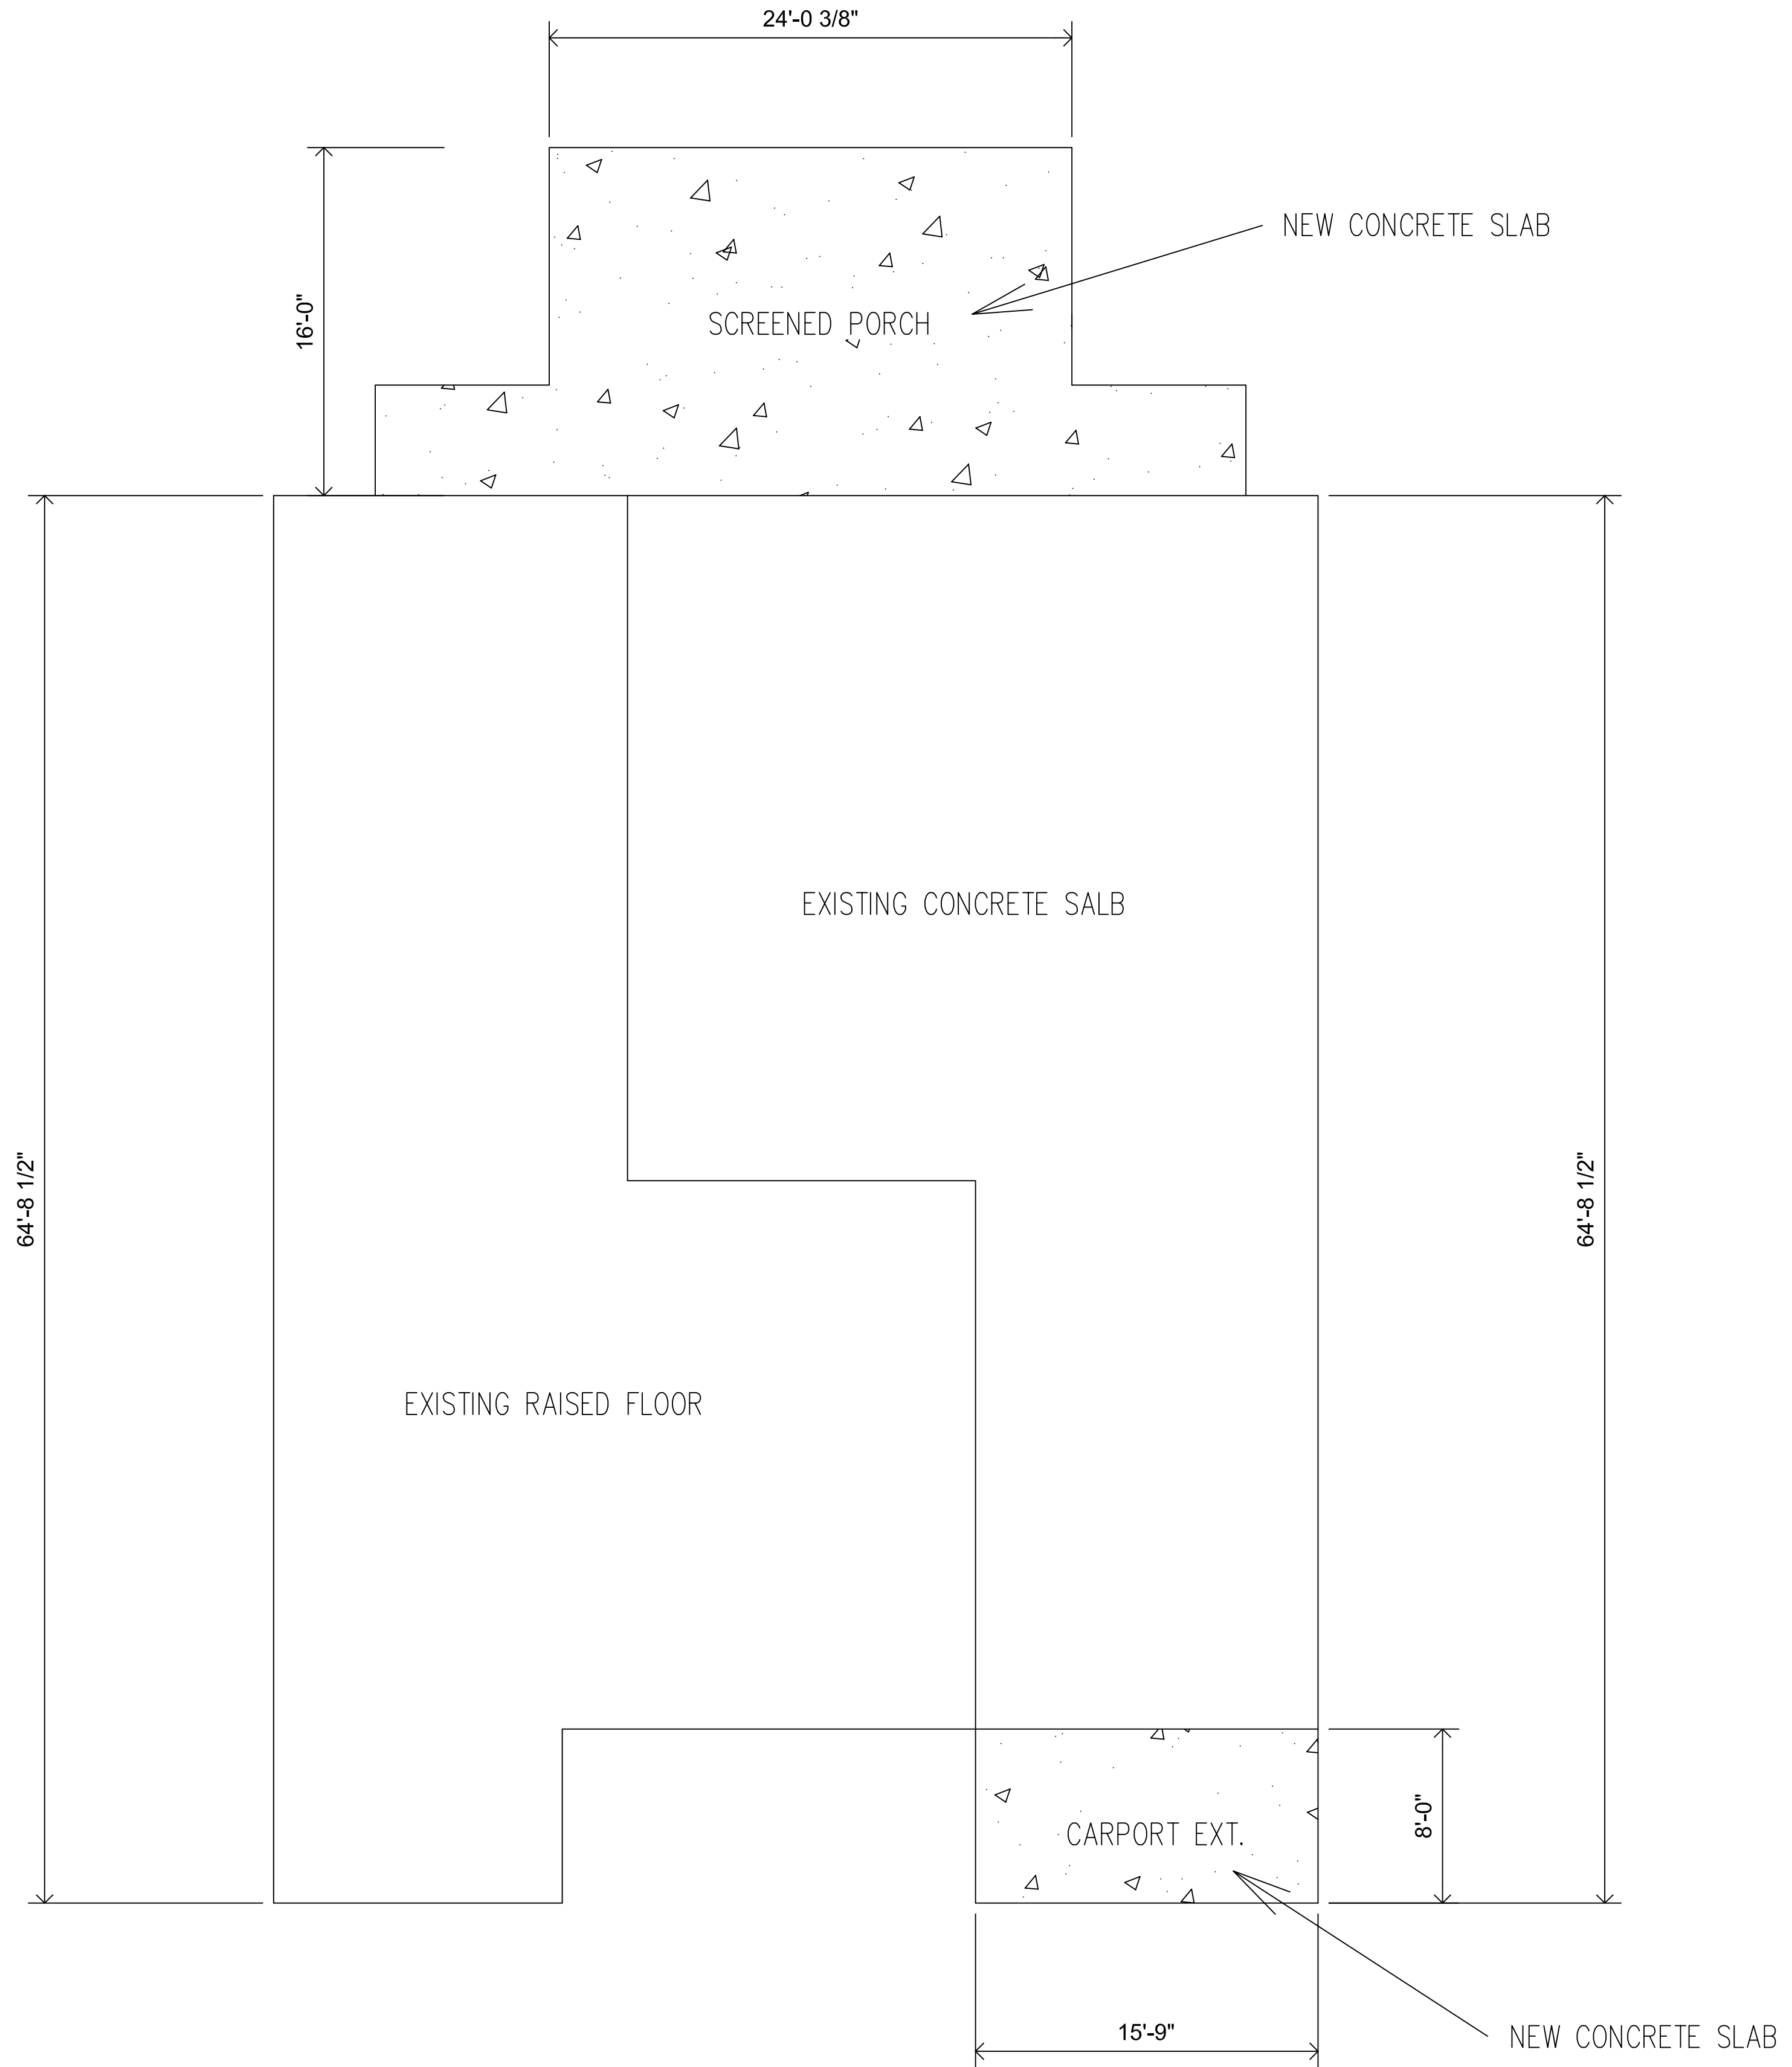 24'-0 3/8"
NEW CONCRETE SLAB
16'-0"
SCREENED PORCH
EXISTING CONCRETE SALB
64'-8 1/2"
64'-8 1/2"
EXISTING RAISED FLOOR
8'-0"
CARPORT EXT.
15'-9"
NEW CONCRETE SLAB